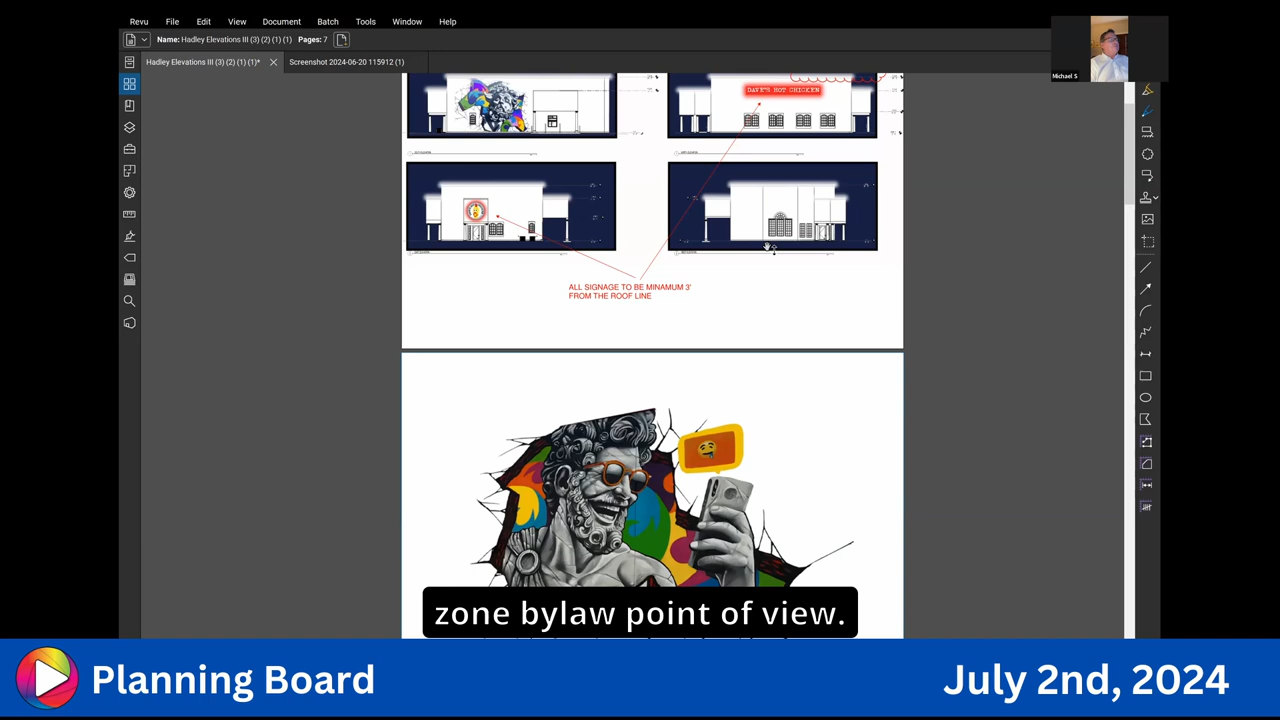 Revu File Edit View Document Batch Tools Window Help
Name: Hadley Elevations III (3) (2) (1) (1) Pages: 7
Hadley Elevations III (3) (2) (1) (1)* Screenshot 2024-06-20 115912 (1)
Michael S
DAVE'S HOT CHICKEN
ALL SIGNAGE TO BE MINAMUM 3'
FROM THE ROOF LINE
zone bylaw point of view.
Planning Board
July 2nd, 2024